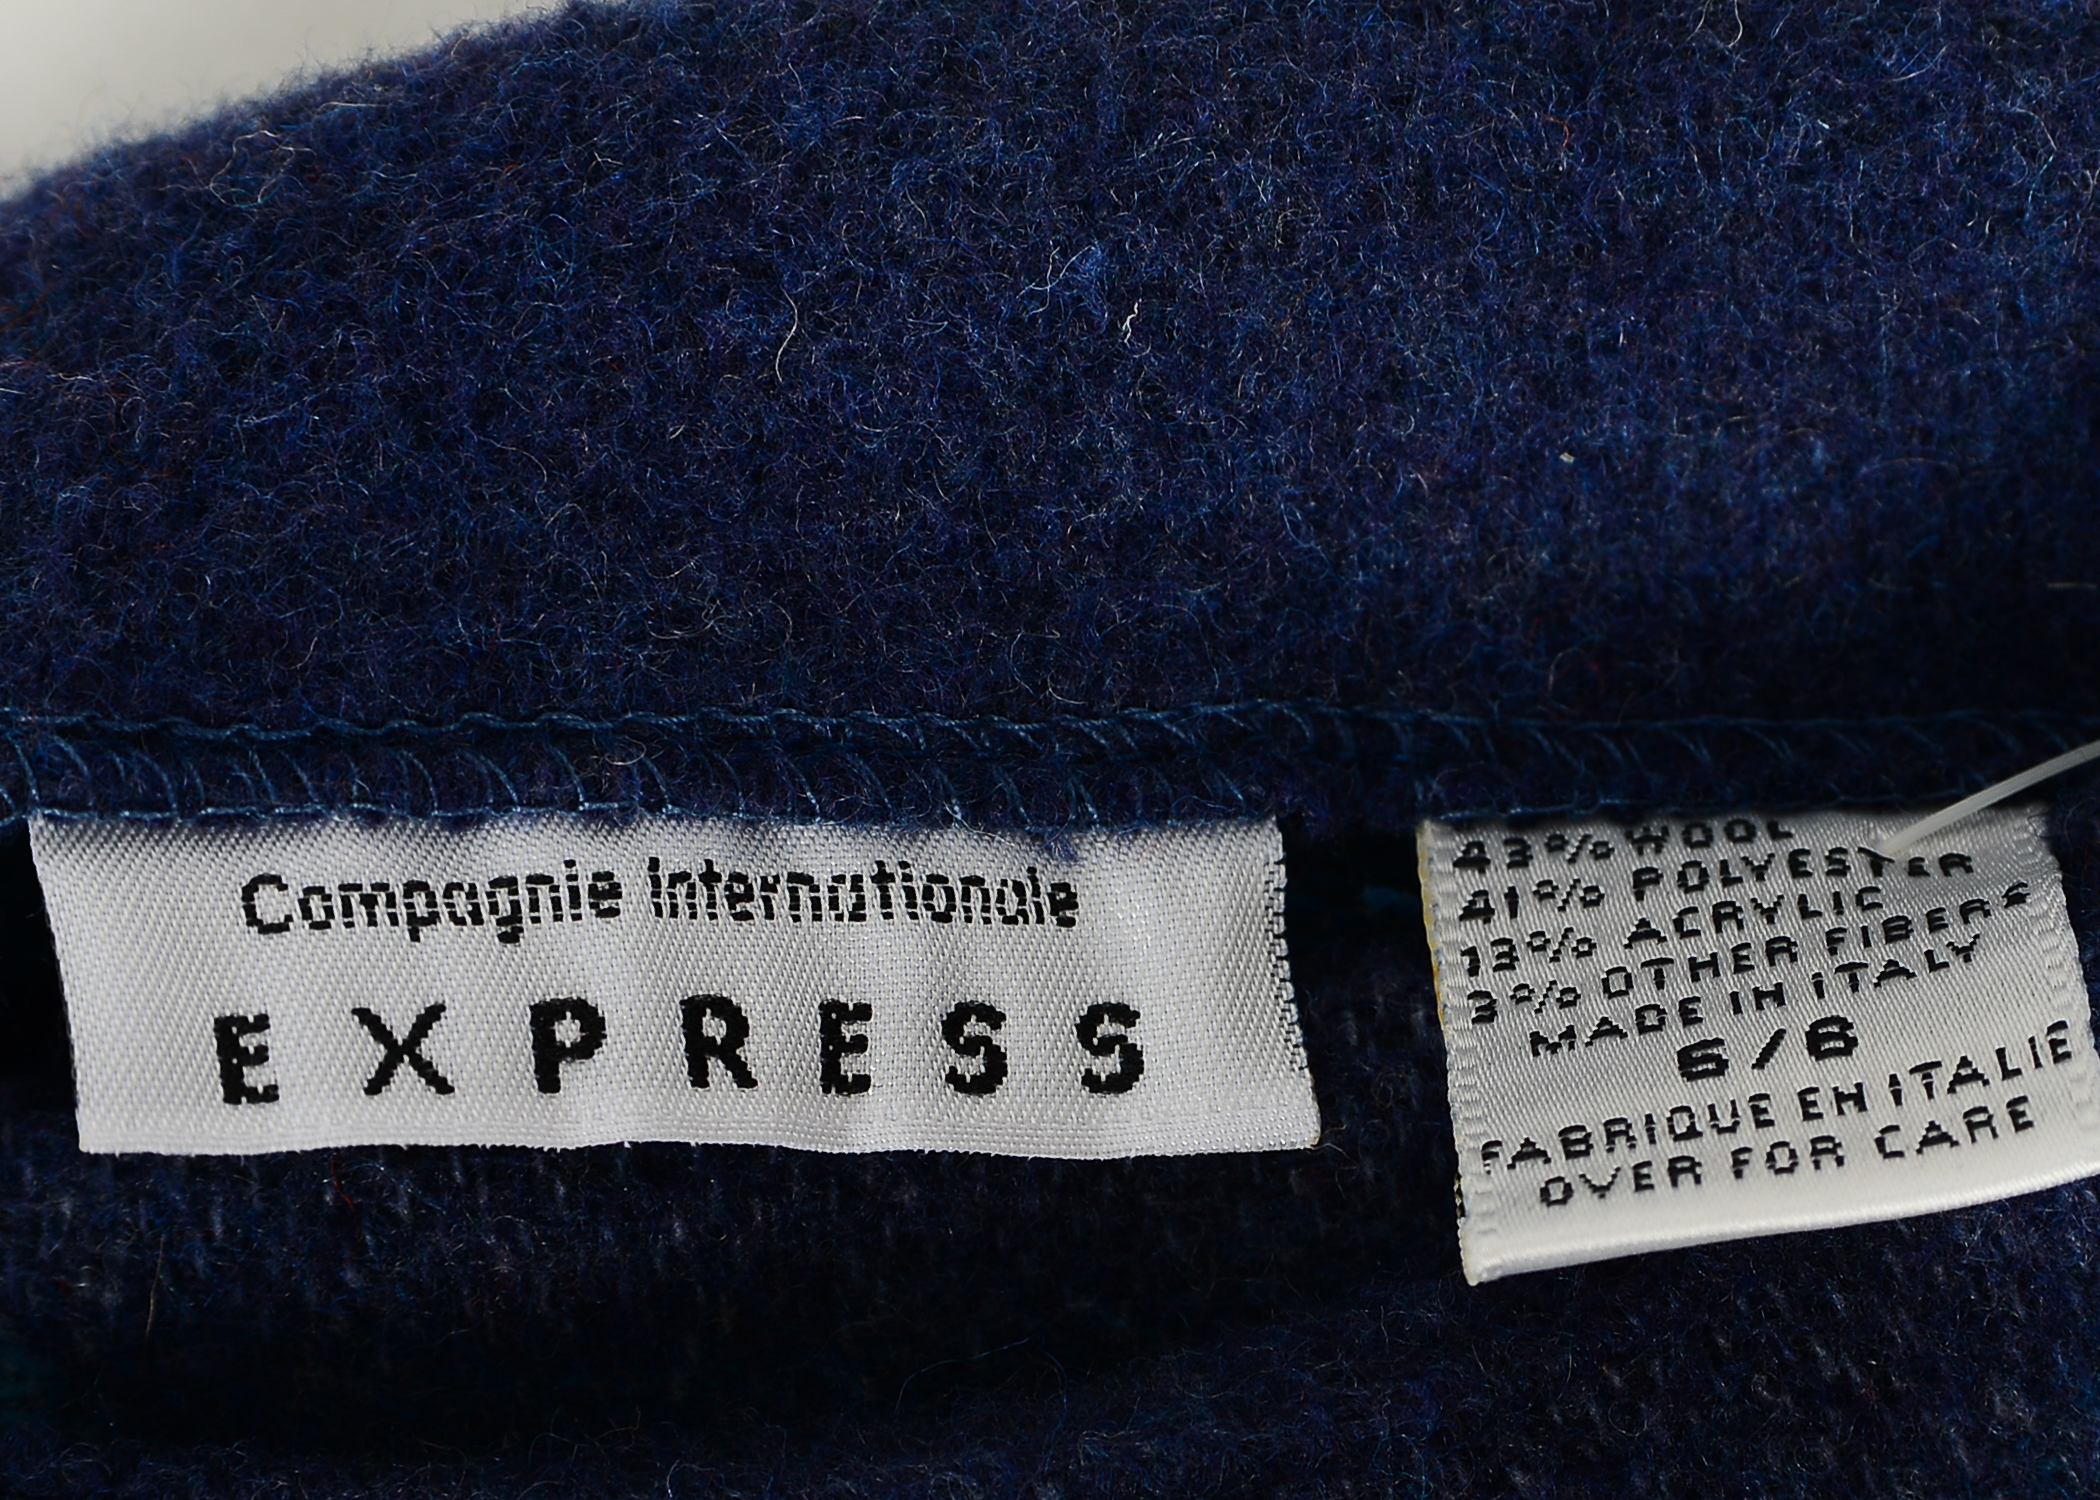 Compagnie Internationale
EXPRESS
43% WOOL
41% POLYESTER
13% ACRYLIC
3% OTHER FIBERS
MADE IN ITALY
5/6
FABRIQUE EN ITALIE
OVER FOR CARE